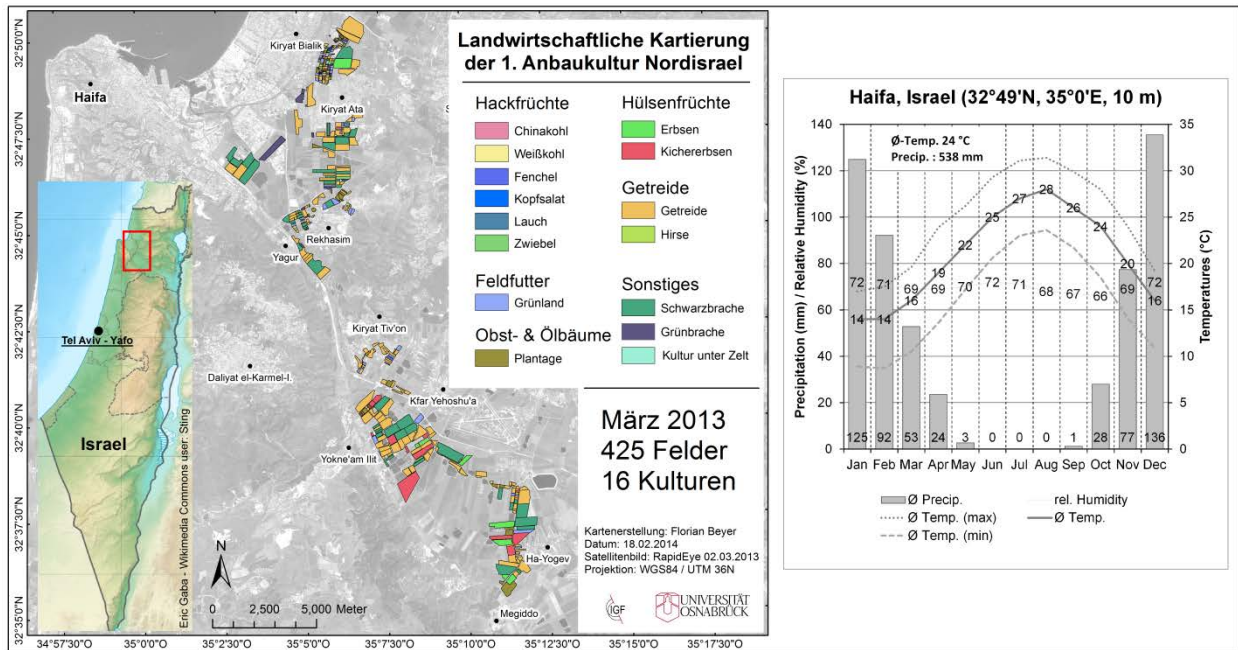 Landwirtschaftliche Kartierung
der 1. Anbaukultur Nordisrael
Hackfrüchte
Chinakohl
Weißkohl
Fenchel
Kopfsalat
Lauch
Zwiebel
Feldfutter
Grünland
Obst- & Ölbäume
Plantage
Hülsenfrüchte
Erbsen
Kichererbsen
Getreide
Getreide
Hirse
Sonstiges
Schwarzbrache
Grünbrache
Kultur unter Zelt
März 2013
425 Felder
16 Kulturen
Kartenerstellung: Florian Beyer
Datum: 18.02.2014
Satellitenbild: RapidEye 02.03.2013
Projektion: WGS84 / UTM 36N
IGF
UNIVERSITÄT
OSNABRÜCK
32°50'0"N
32°47'30"N
32°45'0"N
32°42'30"N
32°40'0"N
32°37'30"N
32°35'0"N
34°57'30"O
35°0'0"O
35°2'30"O
35°5'0"O
35°7'30"O
35°10'0"O
35°12'30"O
35°15'0"O
35°17'30"O
Kiryat Bialik
Haifa
Kiryat Ata
S
Rekhasim
Yagur
Kiryat Tiv'on
Daliyat el-Karmel-I.
Kfar Yehoshu'a
Yokne'am Ilit
Ha-Yogev
Megiddo
Tel Aviv - Yafo
Israel
Eric Gaba - Wikimedia Commons user: Sting
N
0 2,500 5,000 Meter
Haifa, Israel (32°49'N, 35°0'E, 10 m)
Ø-Temp. 24 °C
Precip. : 538 mm
Precipitation (mm) / Relative Humidity (%)
140
120
100
80
60
40
20
0
Temperatures (°C)
35
30
25
20
15
10
5
0
72 71 69 69 70 72 71 68 67 66 69 72
14 14 16 19 22 25 27 28 26 24 20 16
125 92 53 24 3 0 0 0 1 28 77 136
Jan Feb Mar Apr May Jun Jul Aug Sep Oct Nov Dec
Ø Precip.
rel. Humidity
Ø Temp. (max)
Ø Temp.
Ø Temp. (min)